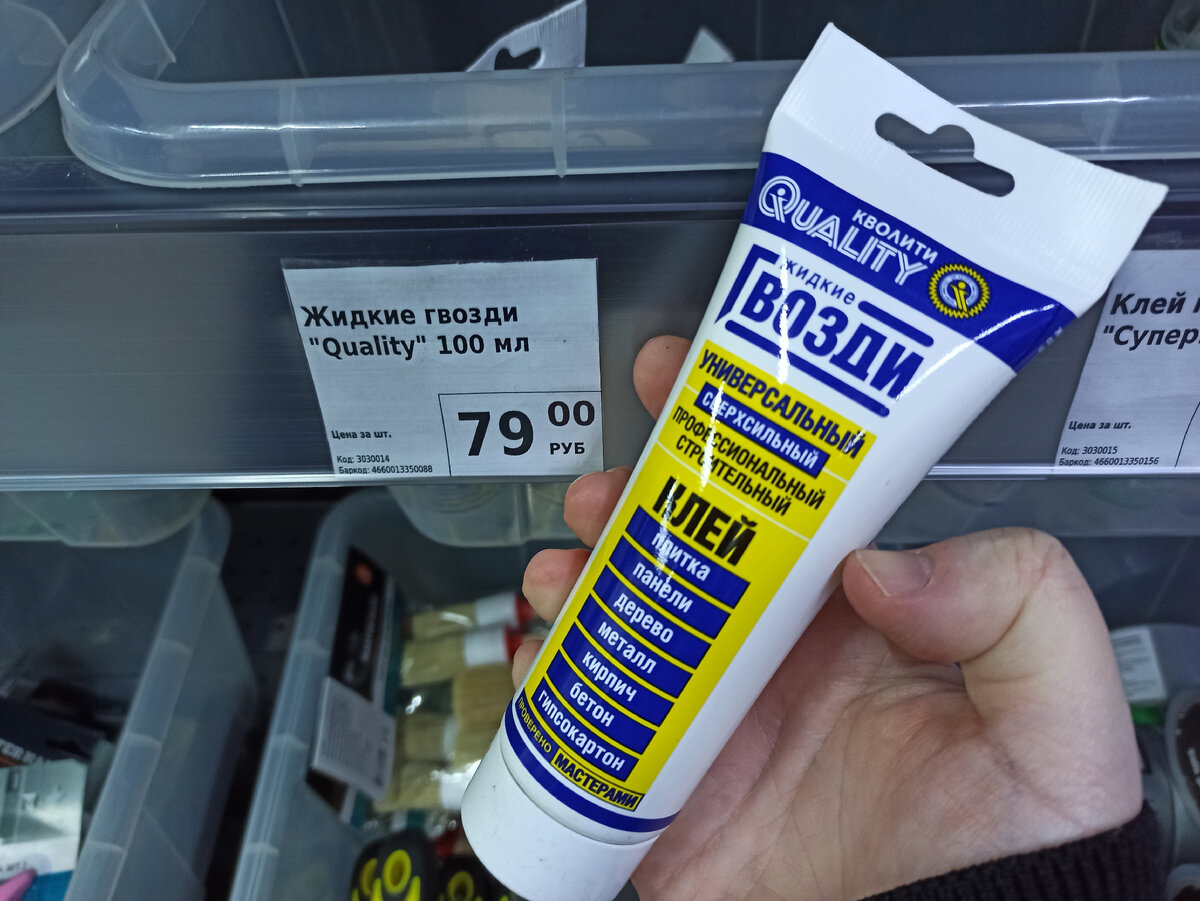 Жидкие гвозди
"Quality" 100 мл
Цена за шт.
79 00
РУБ
Код: 3030014
Баркод: 4660013350088
КВОЛИТИ
QUALITY
ЖИДКИЕ
ГВОЗДИ
УНИВЕРСАЛЬНЫЙ
СВЕРХСИЛЬНЫЙ
ПРОФЕССИОНАЛЬНЫЙ
СТРОИТЕЛЬНЫЙ
КЛЕЙ
плитка
панели
дерево
металл
кирпич
бетон
гипсокартон
ПРОВЕРЕНО
МАСТЕРАМИ
Клей
"Супер
Цена за шт.
Код: 3030015
Баркод: 4660013350156